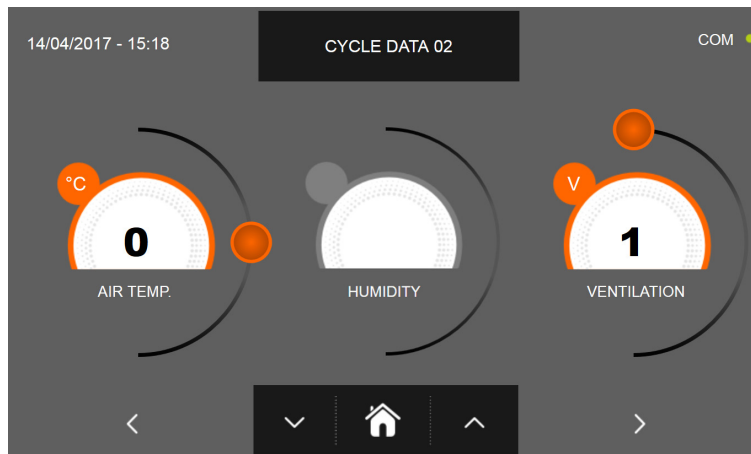 14/04/2017 - 15:18
CYCLE DATA 02
COM
°C
V
0
1
AIR TEMP.
HUMIDITY
VENTILATION